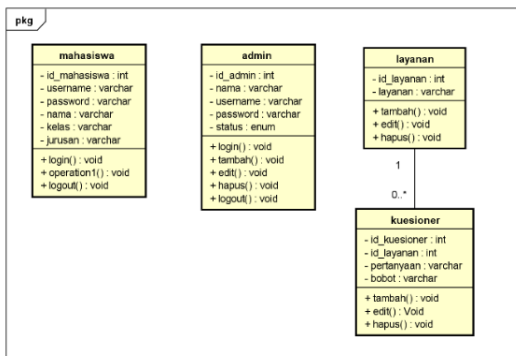 pkg
mahasiswa
- id_mahasiswa : int
- username : varchar
- password : varchar
- nama : varchar
- kelas : varchar
- jurusan : varchar
+ login() : void
+ operation1() : void
+ logout() : void
admin
- id_admin : int
- nama : varchar
- username : varchar
- password : varchar
- status : enum
+ login() : void
+ tambah() : void
+ edit() : void
+ hapus() : void
+ logout() : void
layanan
- id_layanan : int
- layanan : varchar
+ tambah() : void
+ edit() : void
+ hapus() : void
1
0..*
kuesioner
- id_kuesioner : int
- id_layanan : int
- pertanyaan : varchar
- bobot : varchar
+ tambah() : void
+ edit() : Void
+ hapus() : void